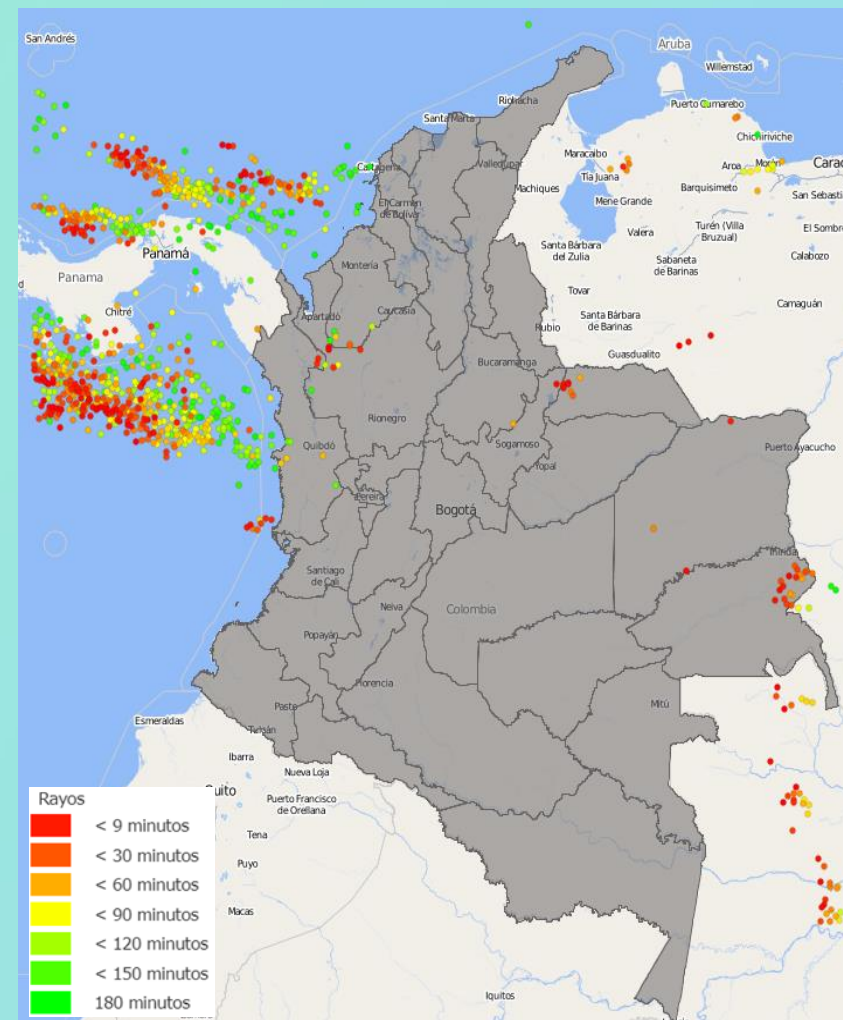 San Andrés
Aruba
Willemstad
Riohacha
Puerto Cumarebo
Santa Marta
Chichiriviche
Maracaibo
Cartagena
Valledupar
Aroa
Morón
Tía Juana
Machiques
Barquisimeto
San Sebasti
El Carmen
de Bolívar
Mene Grande
Turén (Villa
Bruzual)
Valera
El Sombre
Panamá
Santa Bárbara
del Zulia
Sabaneta
de Barinas
Calabozo
Montería
Panama
Tovar
Camaguán
Chitré
Apartadó
Caucasia
Santa Bárbara
de Barinas
Rubio
Guasdualito
Bucaramanga
Rionegro
Quibdó
Sogamoso
Puerto Ayacucho
Yopal
Pereira
Bogotá
Inírida
Santiago
de Cali
Neiva
Colombia
Popayán
Florencia
Mitú
Pasto
Esmeraldas
Ibarra
Nueva Loja
Quito
Puerto Francisco
de Orellana
Tena
Puyo
Macas
Iquitos
Rayos
< 9 minutos
< 30 minutos
< 60 minutos
< 90 minutos
< 120 minutos
< 150 minutos
180 minutos